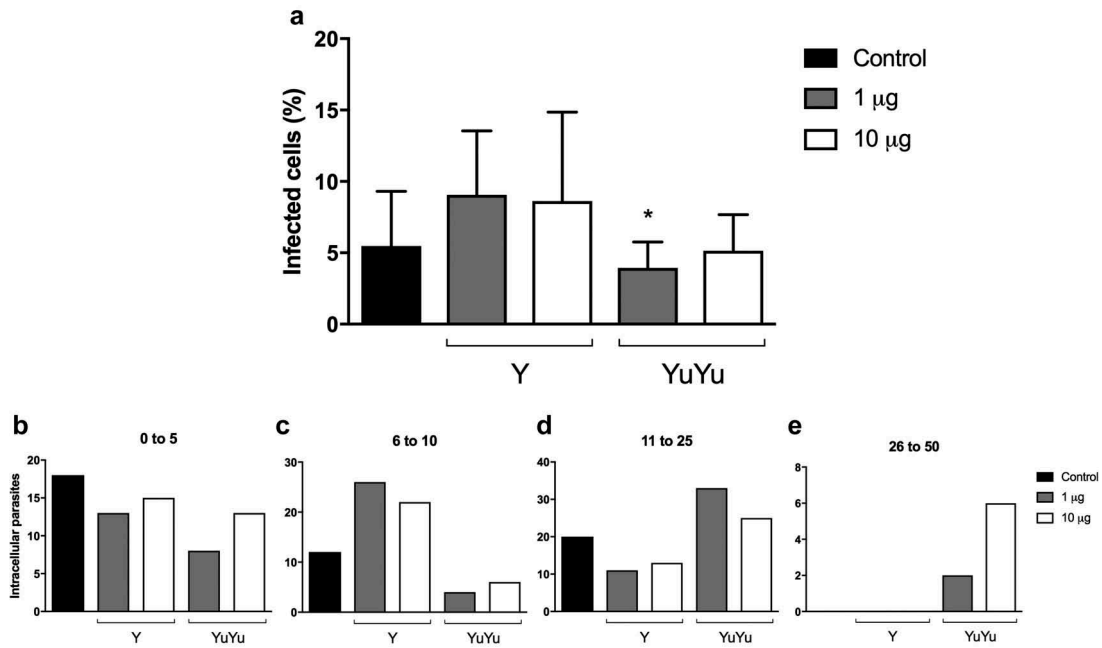 a
Infected cells (%)
20
15
10
5
0
*
Y
YuYu
Control
1 μg
10 μg
b
0 to 5
Intracellular parasites
20
15
10
5
0
Y
YuYu
c
6 to 10
30
20
10
0
Y
YuYu
d
11 to 25
40
30
20
10
0
Y
YuYu
e
26 to 50
8
6
4
2
0
Y
YuYu
Control
1 μg
10 μg